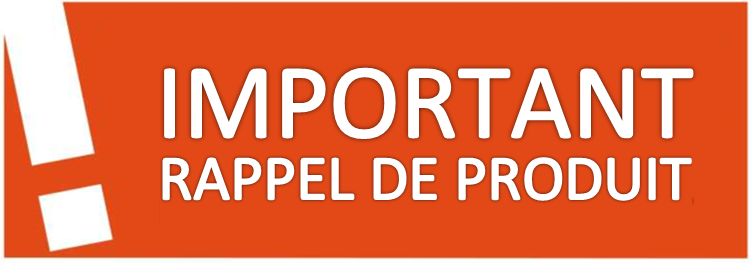 !
IMPORTANT
RAPPEL DE PRODUIT